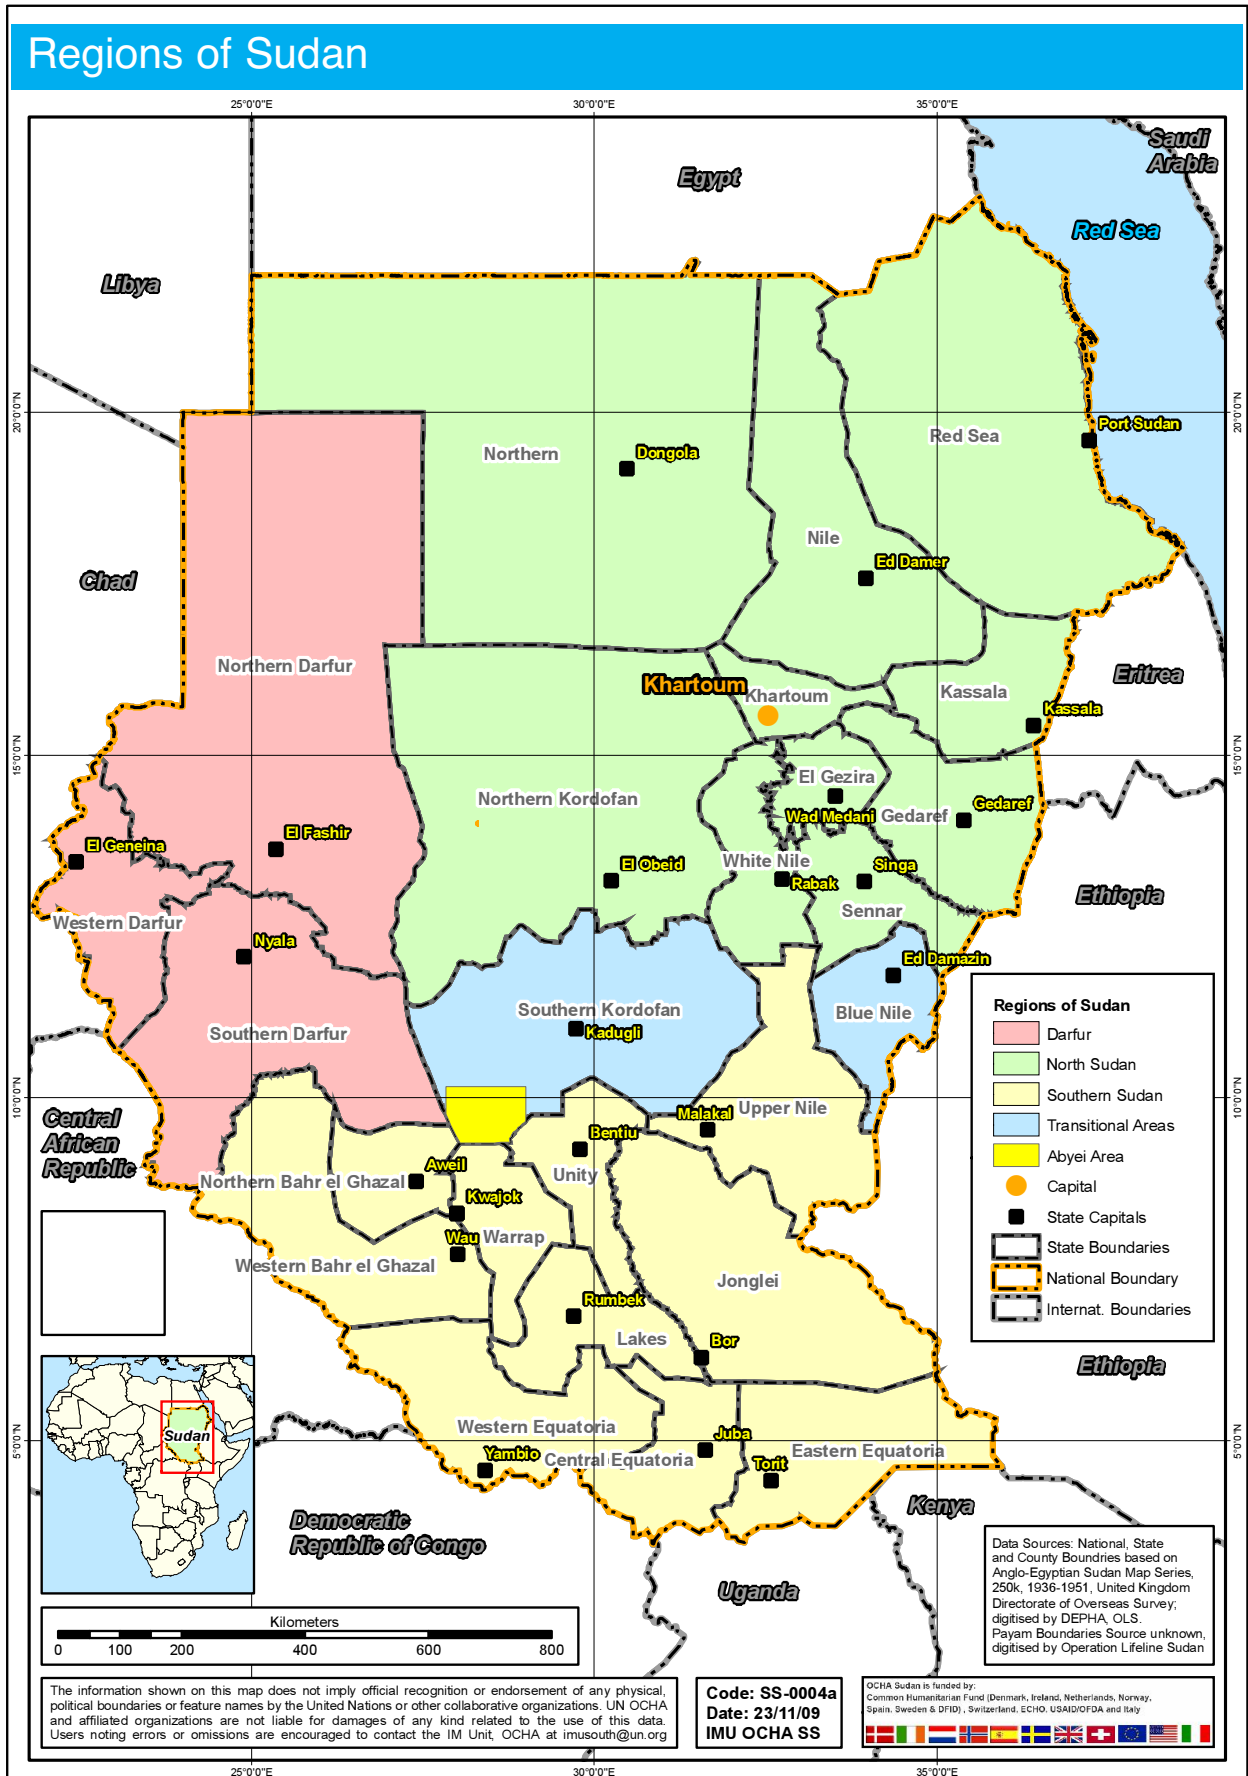 Regions of Sudan
25°0'0"E
30°0'0"E
35°0'0"E
Saudi
Arabia
Egypt
Red Sea
Libya
20°0'0"N
20°0'0"N
Port Sudan
Red Sea
Northern
Dongola
Nile
Ed Damer
Chad
Northern Darfur
Eritrea
Khartoum
Khartoum
Kassala
Kassala
15°0'0"N
15°0'0"N
El Gezira
Northern Kordofan
Wad Medani
Gedaref
Gedaref
El Geneina
El Fashir
El Obeid
White Nile
Rabak
Singa
Ethiopia
Sennar
Western Darfur
Nyala
Ed Damazin
Southern Kordofan
Kadugli
Blue Nile
Southern Darfur
Regions of Sudan
Darfur
North Sudan
Southern Sudan
Transitional Areas
Abyei Area
Capital
State Capitals
State Boundaries
National Boundary
Internat. Boundaries
10°0'0"N
10°0'0"N
Central
African
Republic
Malakal
Upper Nile
Bentiu
Unity
Aweil
Northern Bahr el Ghazal
Kwajok
Wau
Warrap
Western Bahr el Ghazal
Jonglei
Rumbek
Lakes
Bor
Ethiopia
Sudan
5°0'0"N
5°0'0"N
Western Equatoria
Juba
Eastern Equatoria
Yambio
Central Equatoria
Torit
Kenya
Democratic
Republic of Congo
Uganda
Data Sources: National, State
and County Boundries based on
Anglo-Egyptian Sudan Map Series,
250k, 1936-1951, United Kingdom
Directorate of Overseas Survey;
digitised by DEPHA, OLS.
Payam Boundaries Source unknown,
digitised by Operation Lifeline Sudan
Kilometers
0 100 200 400 600 800
The information shown on this map does not imply official recognition or endorsement of any physical,
political boundaries or feature names by the United Nations or other collaborative organizations. UN OCHA
and affiliated organizations are not liable for damages of any kind related to the use of this data.
Users noting errors or omissions are encouraged to contact the IM Unit, OCHA at imusouth@un.org
Code: SS-0004a
Date: 23/11/09
IMU OCHA SS
OCHA Sudan is funded by:
Common Humanitarian Fund (Denmark, Ireland, Netherlands, Norway,
Spain, Sweden & DFID) , Switzerland, ECHO, USAID/OFDA and Italy
25°0'0"E
30°0'0"E
35°0'0"E